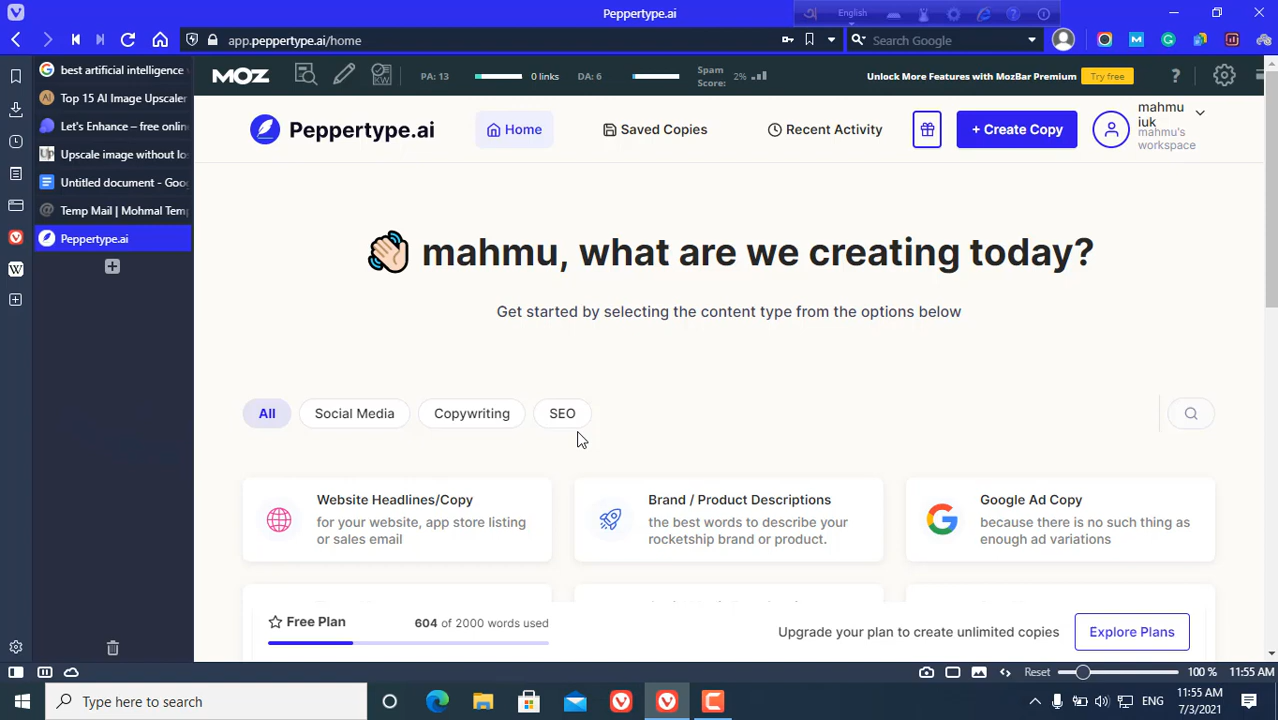 Peppertype.ai
English
app.peppertype.ai/home
Search Google
best artificial intelligence
Top 15 AI Image Upscaler
Let's Enhance – free onlin
Upscale image without lo
Untitled document - Goo
Temp Mail | Mohmal Temp
Peppertype.ai
MOZ
PA: 13
0 links
DA: 6
Spam
Score:
2%
Unlock More Features with MozBar Premium
Try free
?
Peppertype.ai
Home
Saved Copies
Recent Activity
+ Create Copy
mahmu
iuk
mahmu's
workspace
mahmu, what are we creating today?
Get started by selecting the content type from the options below
All
Social Media
Copywriting
SEO
Website Headlines/Copy
for your website, app store listing
or sales email
Brand / Product Descriptions
the best words to describe your
rocketship brand or product.
Google Ad Copy
because there is no such thing as
enough ad variations
Free Plan
604 of 2000 words used
Upgrade your plan to create unlimited copies
Explore Plans
Reset
100 %
11:55 AM
Type here to search
ENG
11:55 AM
7/3/2021